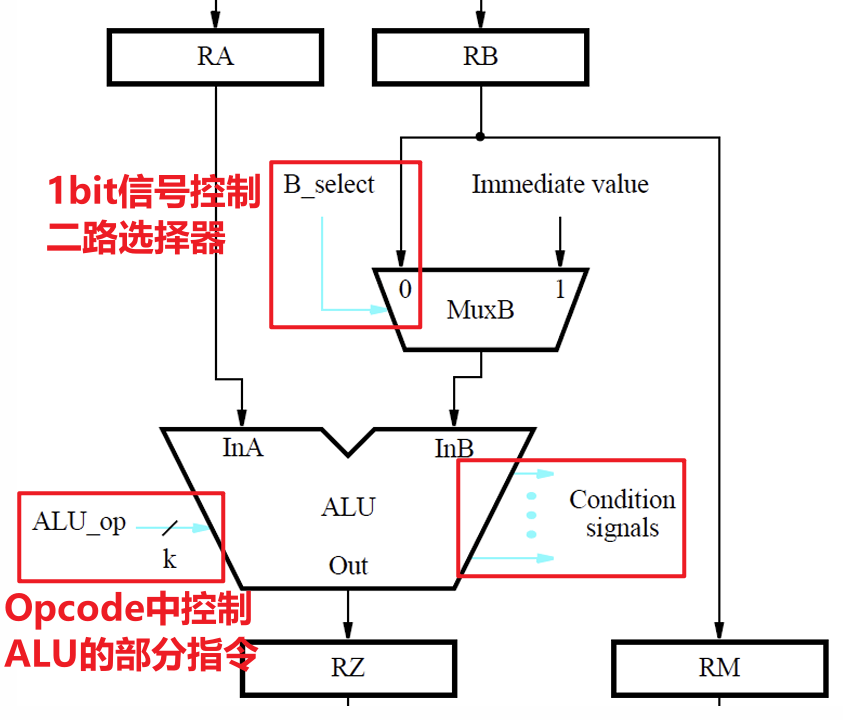 RA
RB
1bit信号控制
二路选择器
B_select
Immediate value
0
1
MuxB
InA
InB
ALU_op
k
ALU
Out
Condition
signals
Opcode中控制
ALU的部分指令
RZ
RM